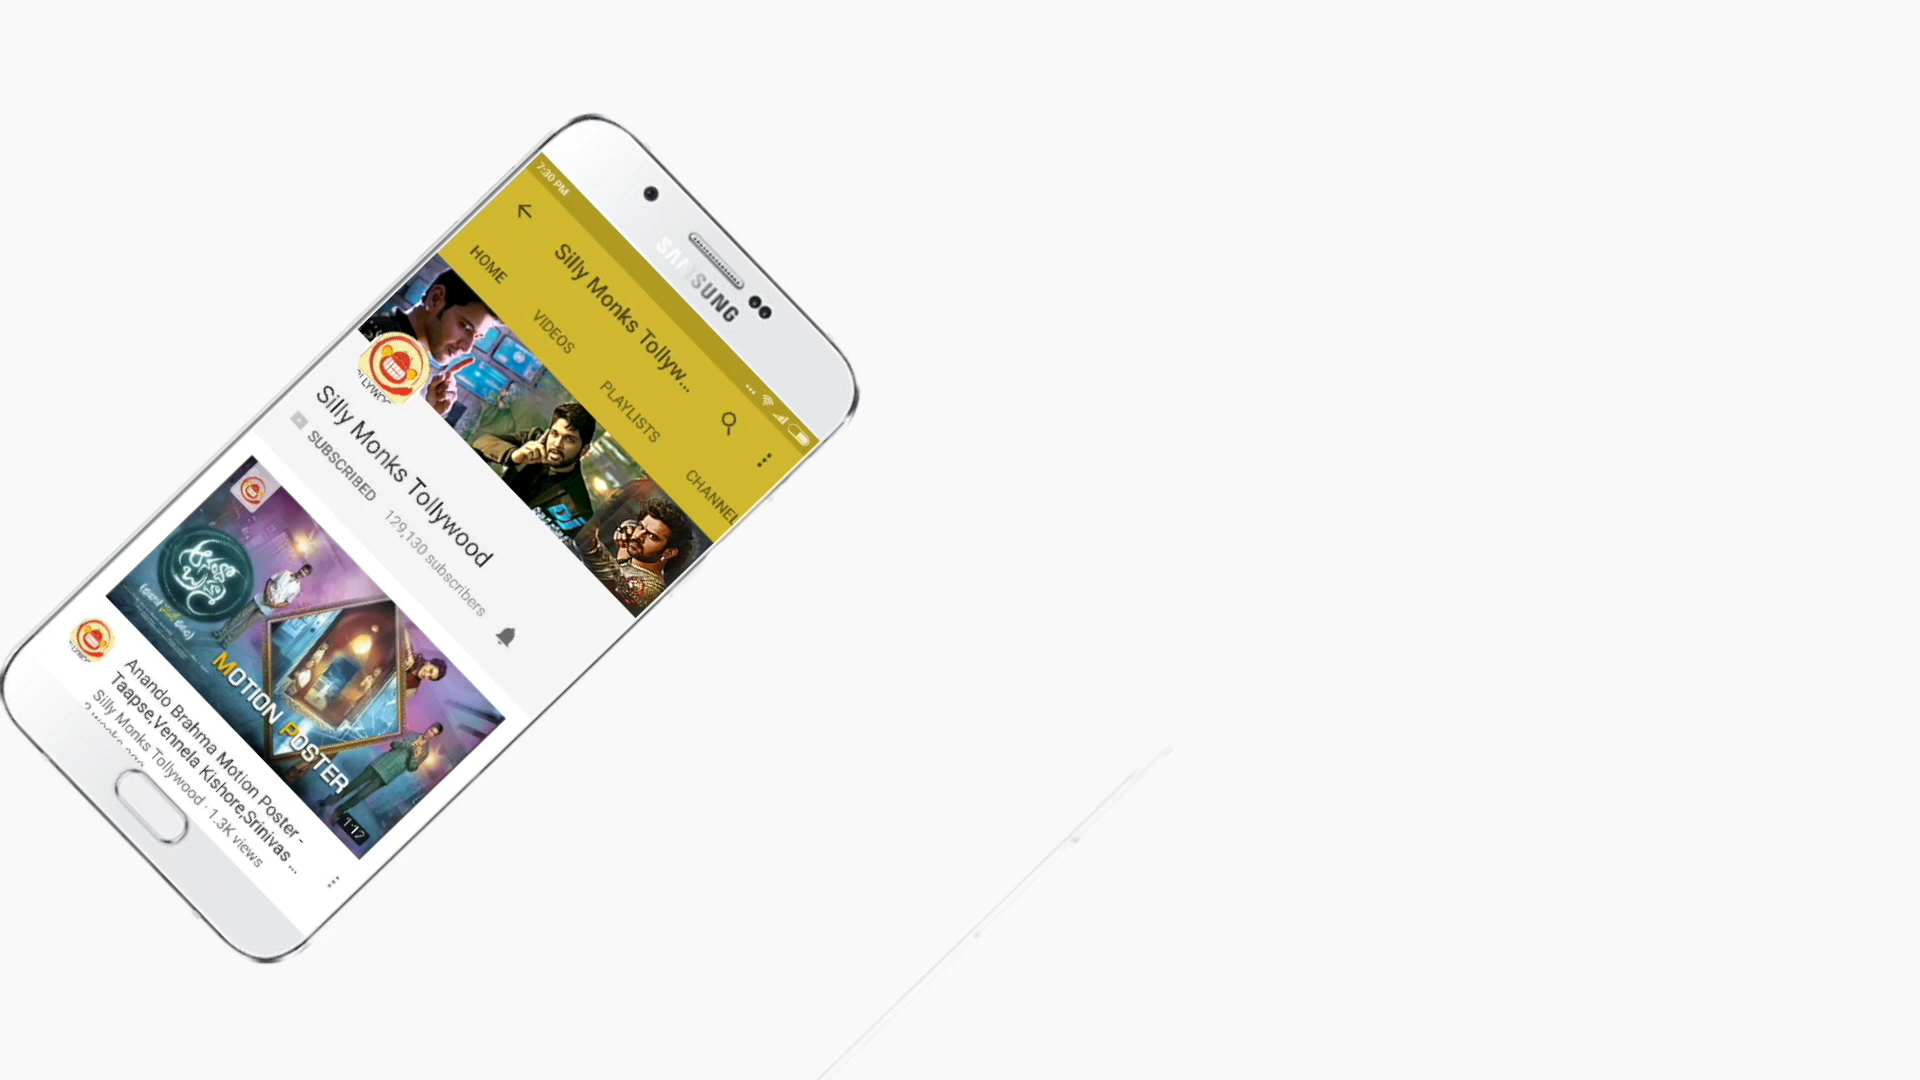 SAMSUNG
7:30 PM
Silly Monks Tollyw...
HOME
VIDEOS
PLAYLISTS
CHANNEL
Dj
Silly Monks Tollywood
SUBSCRIBED 129,130 subscribers
MOTION POSTER
1:12
Anando Brahma Motion Poster -
Taapse,Vennela Kishore,Srinivas ...
Silly Monks Tollywood · 1.3K views